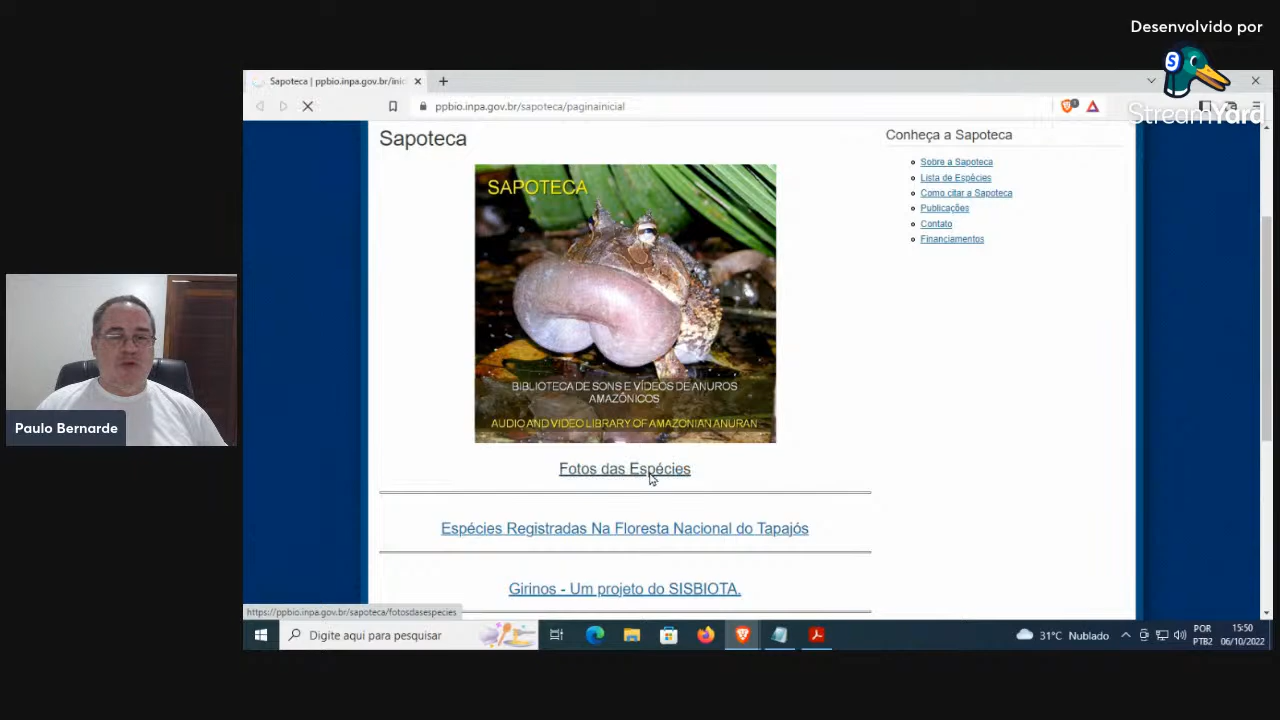 Desenvolvido por
S
StreamYard
Sapoteca | ppbio.inpa.gov.br/inic
ppbio.inpa.gov.br/sapoteca/paginainicial
Sapoteca
SAPOTECA
BIBLIOTECA DE SONS E VÍDEOS DE ANUROS
AMAZÔNICOS
AUDIO AND VIDEO LIBRARY OF AMAZONIAN ANURAN
Fotos das Espécies
Espécies Registradas Na Floresta Nacional do Tapajós
Girinos - Um projeto do SISBIOTA.
Conheça a Sapoteca
Sobre a Sapoteca
Lista de Espécies
Como citar a Sapoteca
Publicações
Contato
Financiamentos
Paulo Bernarde
https://ppbio.inpa.gov.br/sapoteca/fotosdasespecies
Digite aqui para pesquisar
31°C Nublado
POR
PTB2
15:50
06/10/2022